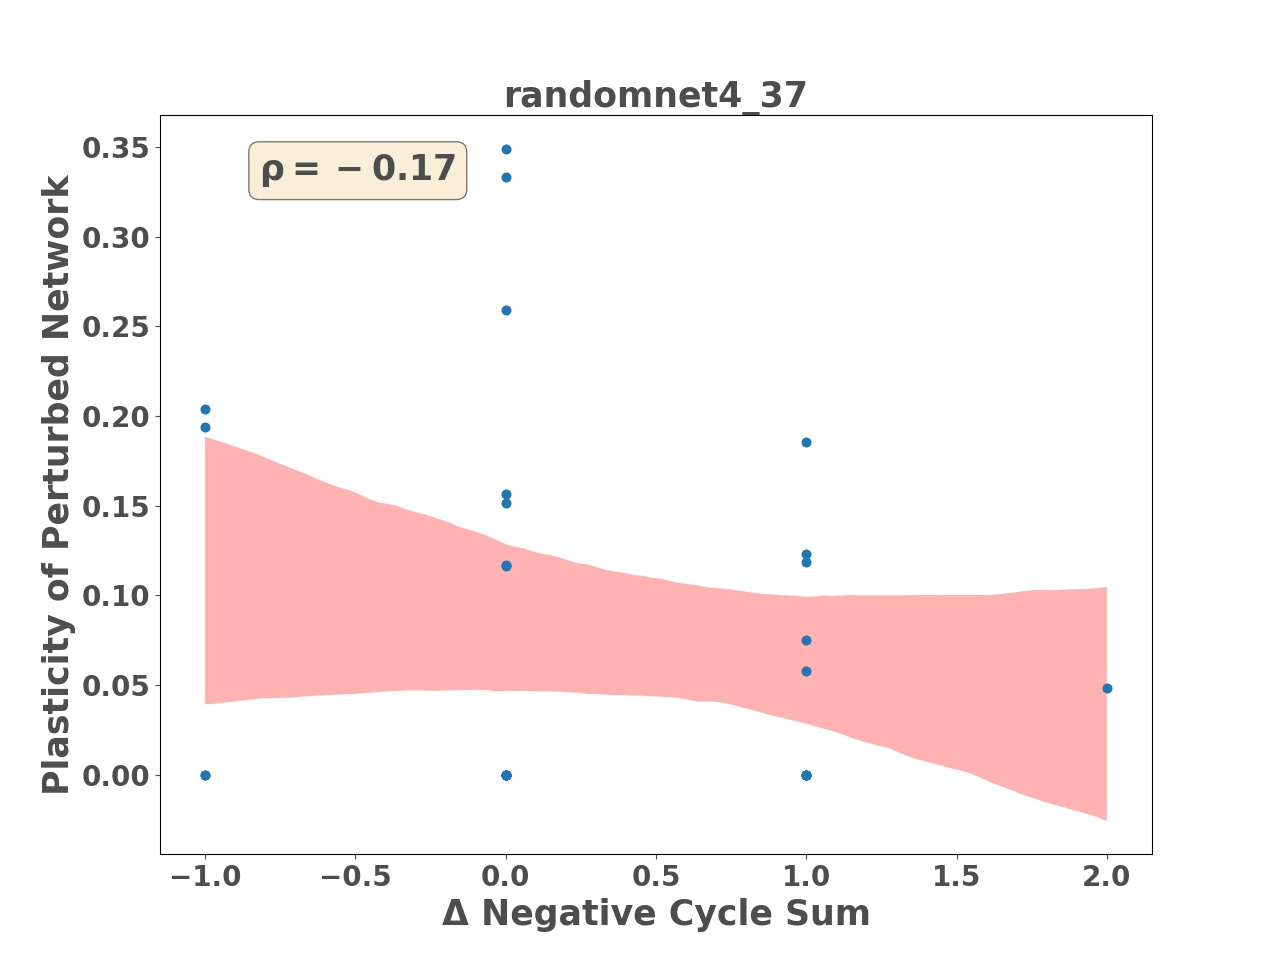 randomnet4_37
ρ = − 0.17
Plasticity of Perturbed Network
0.35
0.30
0.25
0.20
0.15
0.10
0.05
0.00
−1.0 −0.5 0.0 0.5 1.0 1.5 2.0
Δ Negative Cycle Sum